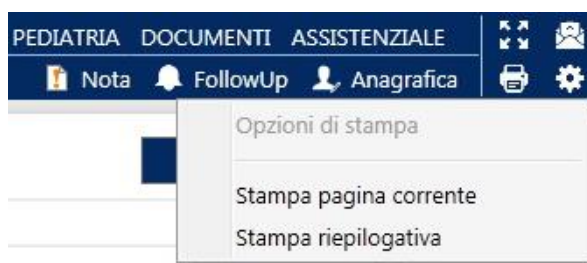 PEDIATRIA DOCUMENTI ASSISTENZIALE
Nota FollowUp Anagrafica
Opzioni di stampa
Stampa pagina corrente
Stampa riepilogativa